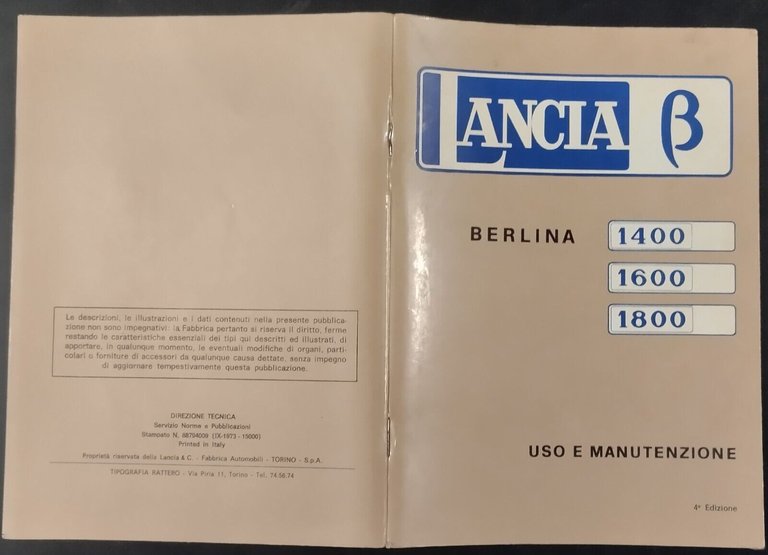 Le descrizioni, le illustrazioni e i dati contenuti nella presente pubblica-
zione non sono impegnativi: la Fabbrica pertanto si riserva il diritto, ferme
restando le caratteristiche essenziali dei tipi qui descritti ed illustrati, di
apportare, in qualunque momento, le eventuali modifiche di organi, parti-
colari o forniture di accessori da qualunque causa dettate, senza impegno
di aggiornare tempestivamente questa pubblicazione.
DIREZIONE TECNICA
Servizio Norme e Pubblicazioni
Stampato N. 88794009 (IX-1973 - 15000)
Printed in Italy
Proprietà riservata della Lancia & C. - Fabbrica Automobili - TORINO - S.p.A.
TIPOGRAFIA RATTERO - Via Piria 11, Torino - Tel. 74.56.74
LANCIA β
BERLINA 1400
1600
1800
USO E MANUTENZIONE
4ª Edizione